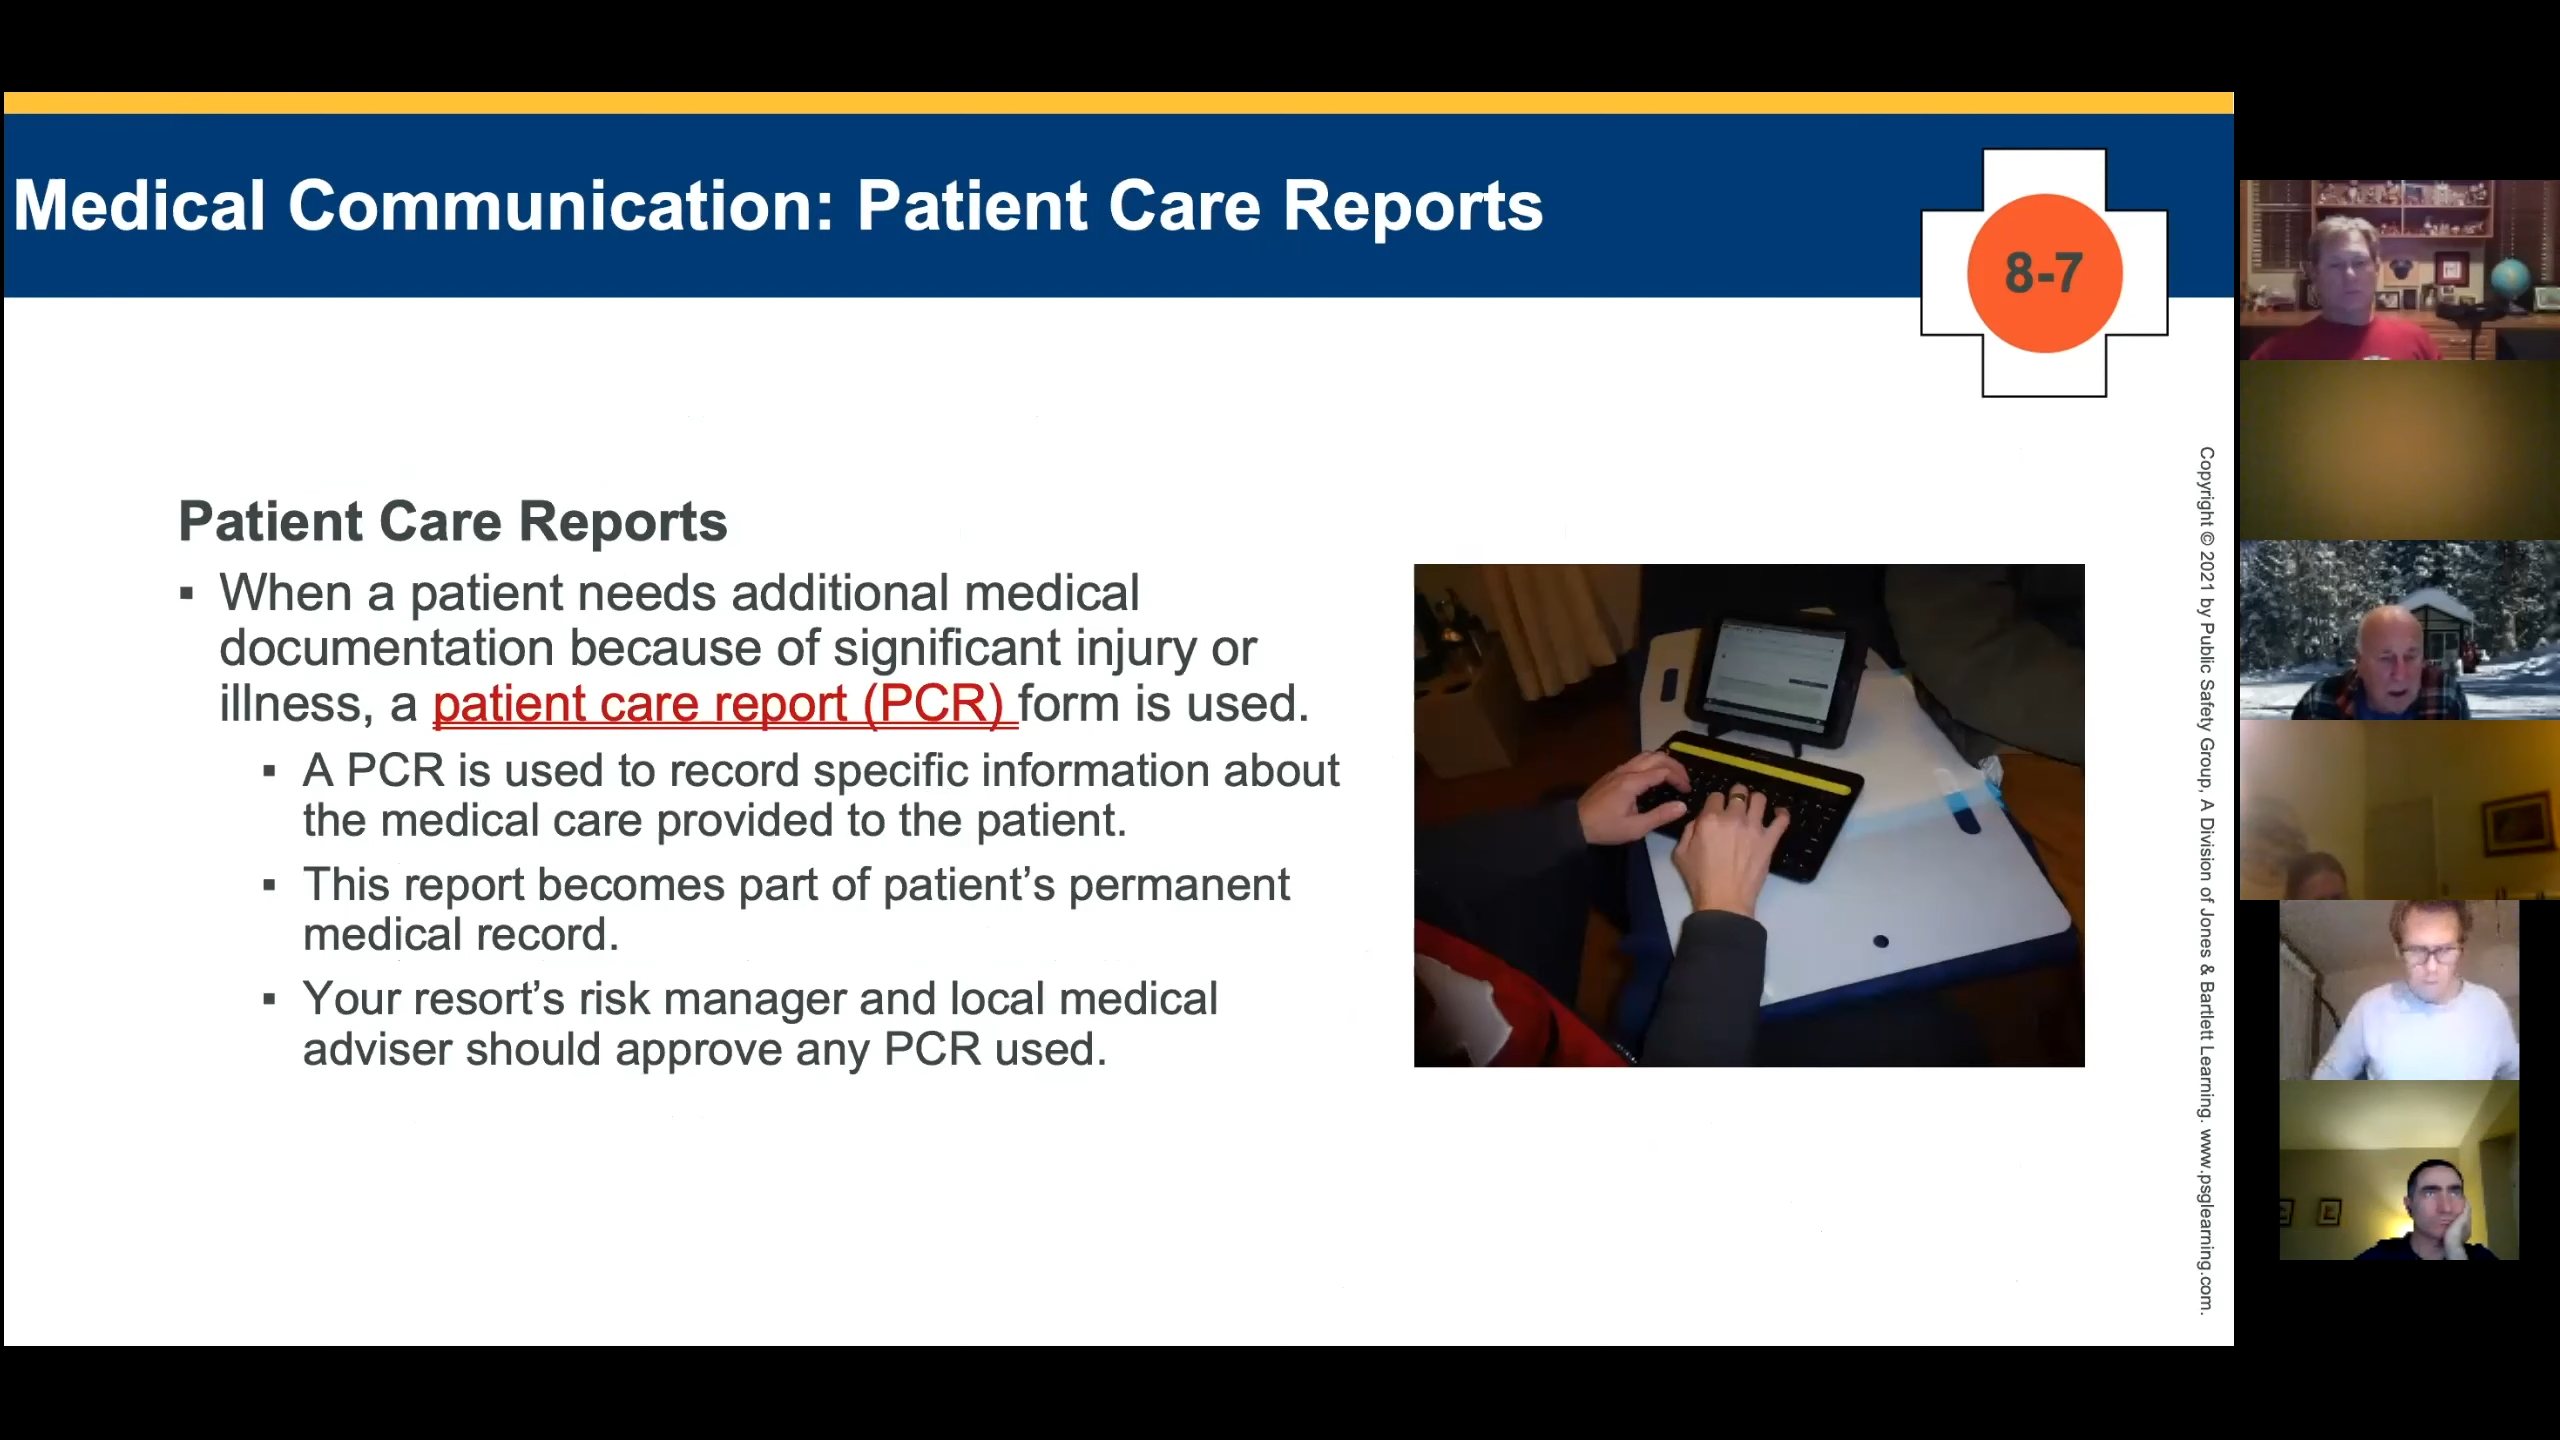 Medical Communication: Patient Care Reports
8-7
Patient Care Reports
▪ When a patient needs additional medical
documentation because of significant injury or
illness, a patient care report (PCR) form is used.
▪ A PCR is used to record specific information about
the medical care provided to the patient.
▪ This report becomes part of patient’s permanent
medical record.
▪ Your resort’s risk manager and local medical
adviser should approve any PCR used.
Copyright © 2021 by Public Safety Group, A Division of Jones & Bartlett Learning. www.psglearning.com.